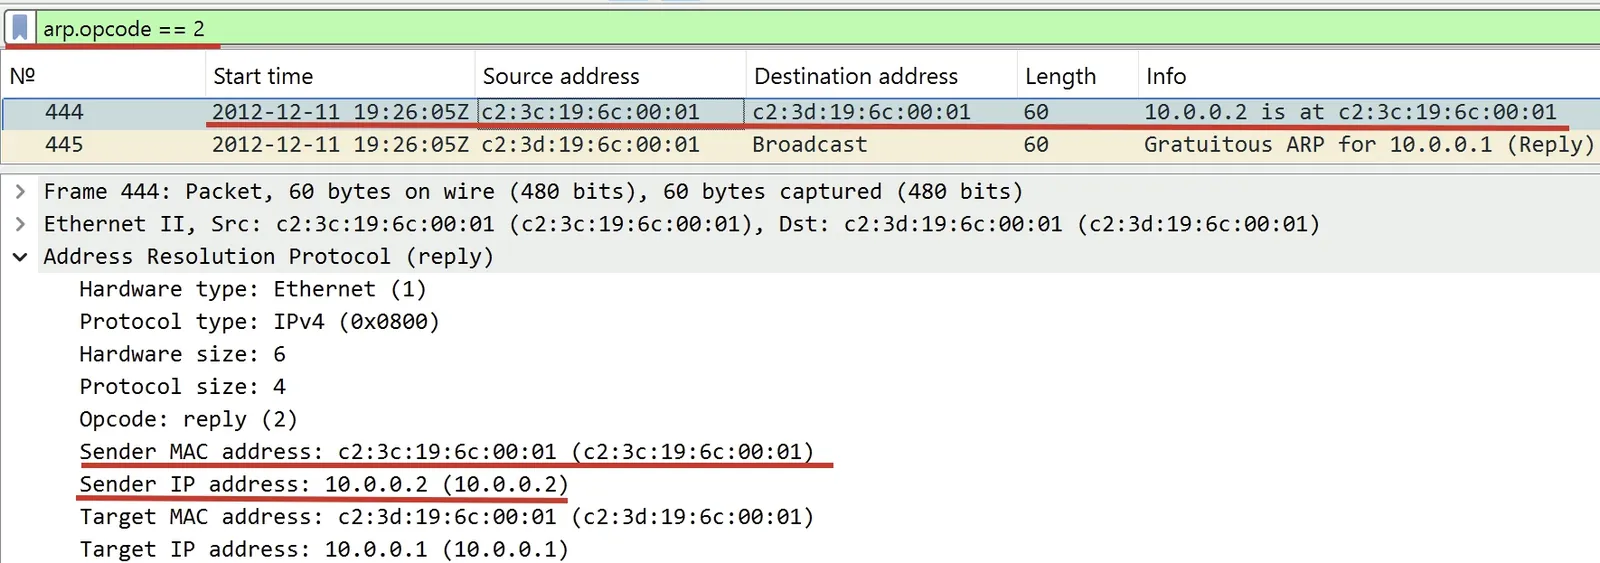 arp.opcode == 2
№ Start time Source address Destination address Length Info
444 2012-12-11 19:26:05Z c2:3c:19:6c:00:01 c2:3d:19:6c:00:01 60 10.0.0.2 is at c2:3c:19:6c:00:01
445 2012-12-11 19:26:05Z c2:3d:19:6c:00:01 Broadcast 60 Gratuitous ARP for 10.0.0.1 (Reply)
Frame 444: Packet, 60 bytes on wire (480 bits), 60 bytes captured (480 bits)
Ethernet II, Src: c2:3c:19:6c:00:01 (c2:3c:19:6c:00:01), Dst: c2:3d:19:6c:00:01 (c2:3d:19:6c:00:01)
Address Resolution Protocol (reply)
Hardware type: Ethernet (1)
Protocol type: IPv4 (0x0800)
Hardware size: 6
Protocol size: 4
Opcode: reply (2)
Sender MAC address: c2:3c:19:6c:00:01 (c2:3c:19:6c:00:01)
Sender IP address: 10.0.0.2 (10.0.0.2)
Target MAC address: c2:3d:19:6c:00:01 (c2:3d:19:6c:00:01)
Target IP address: 10.0.0.1 (10.0.0.1)